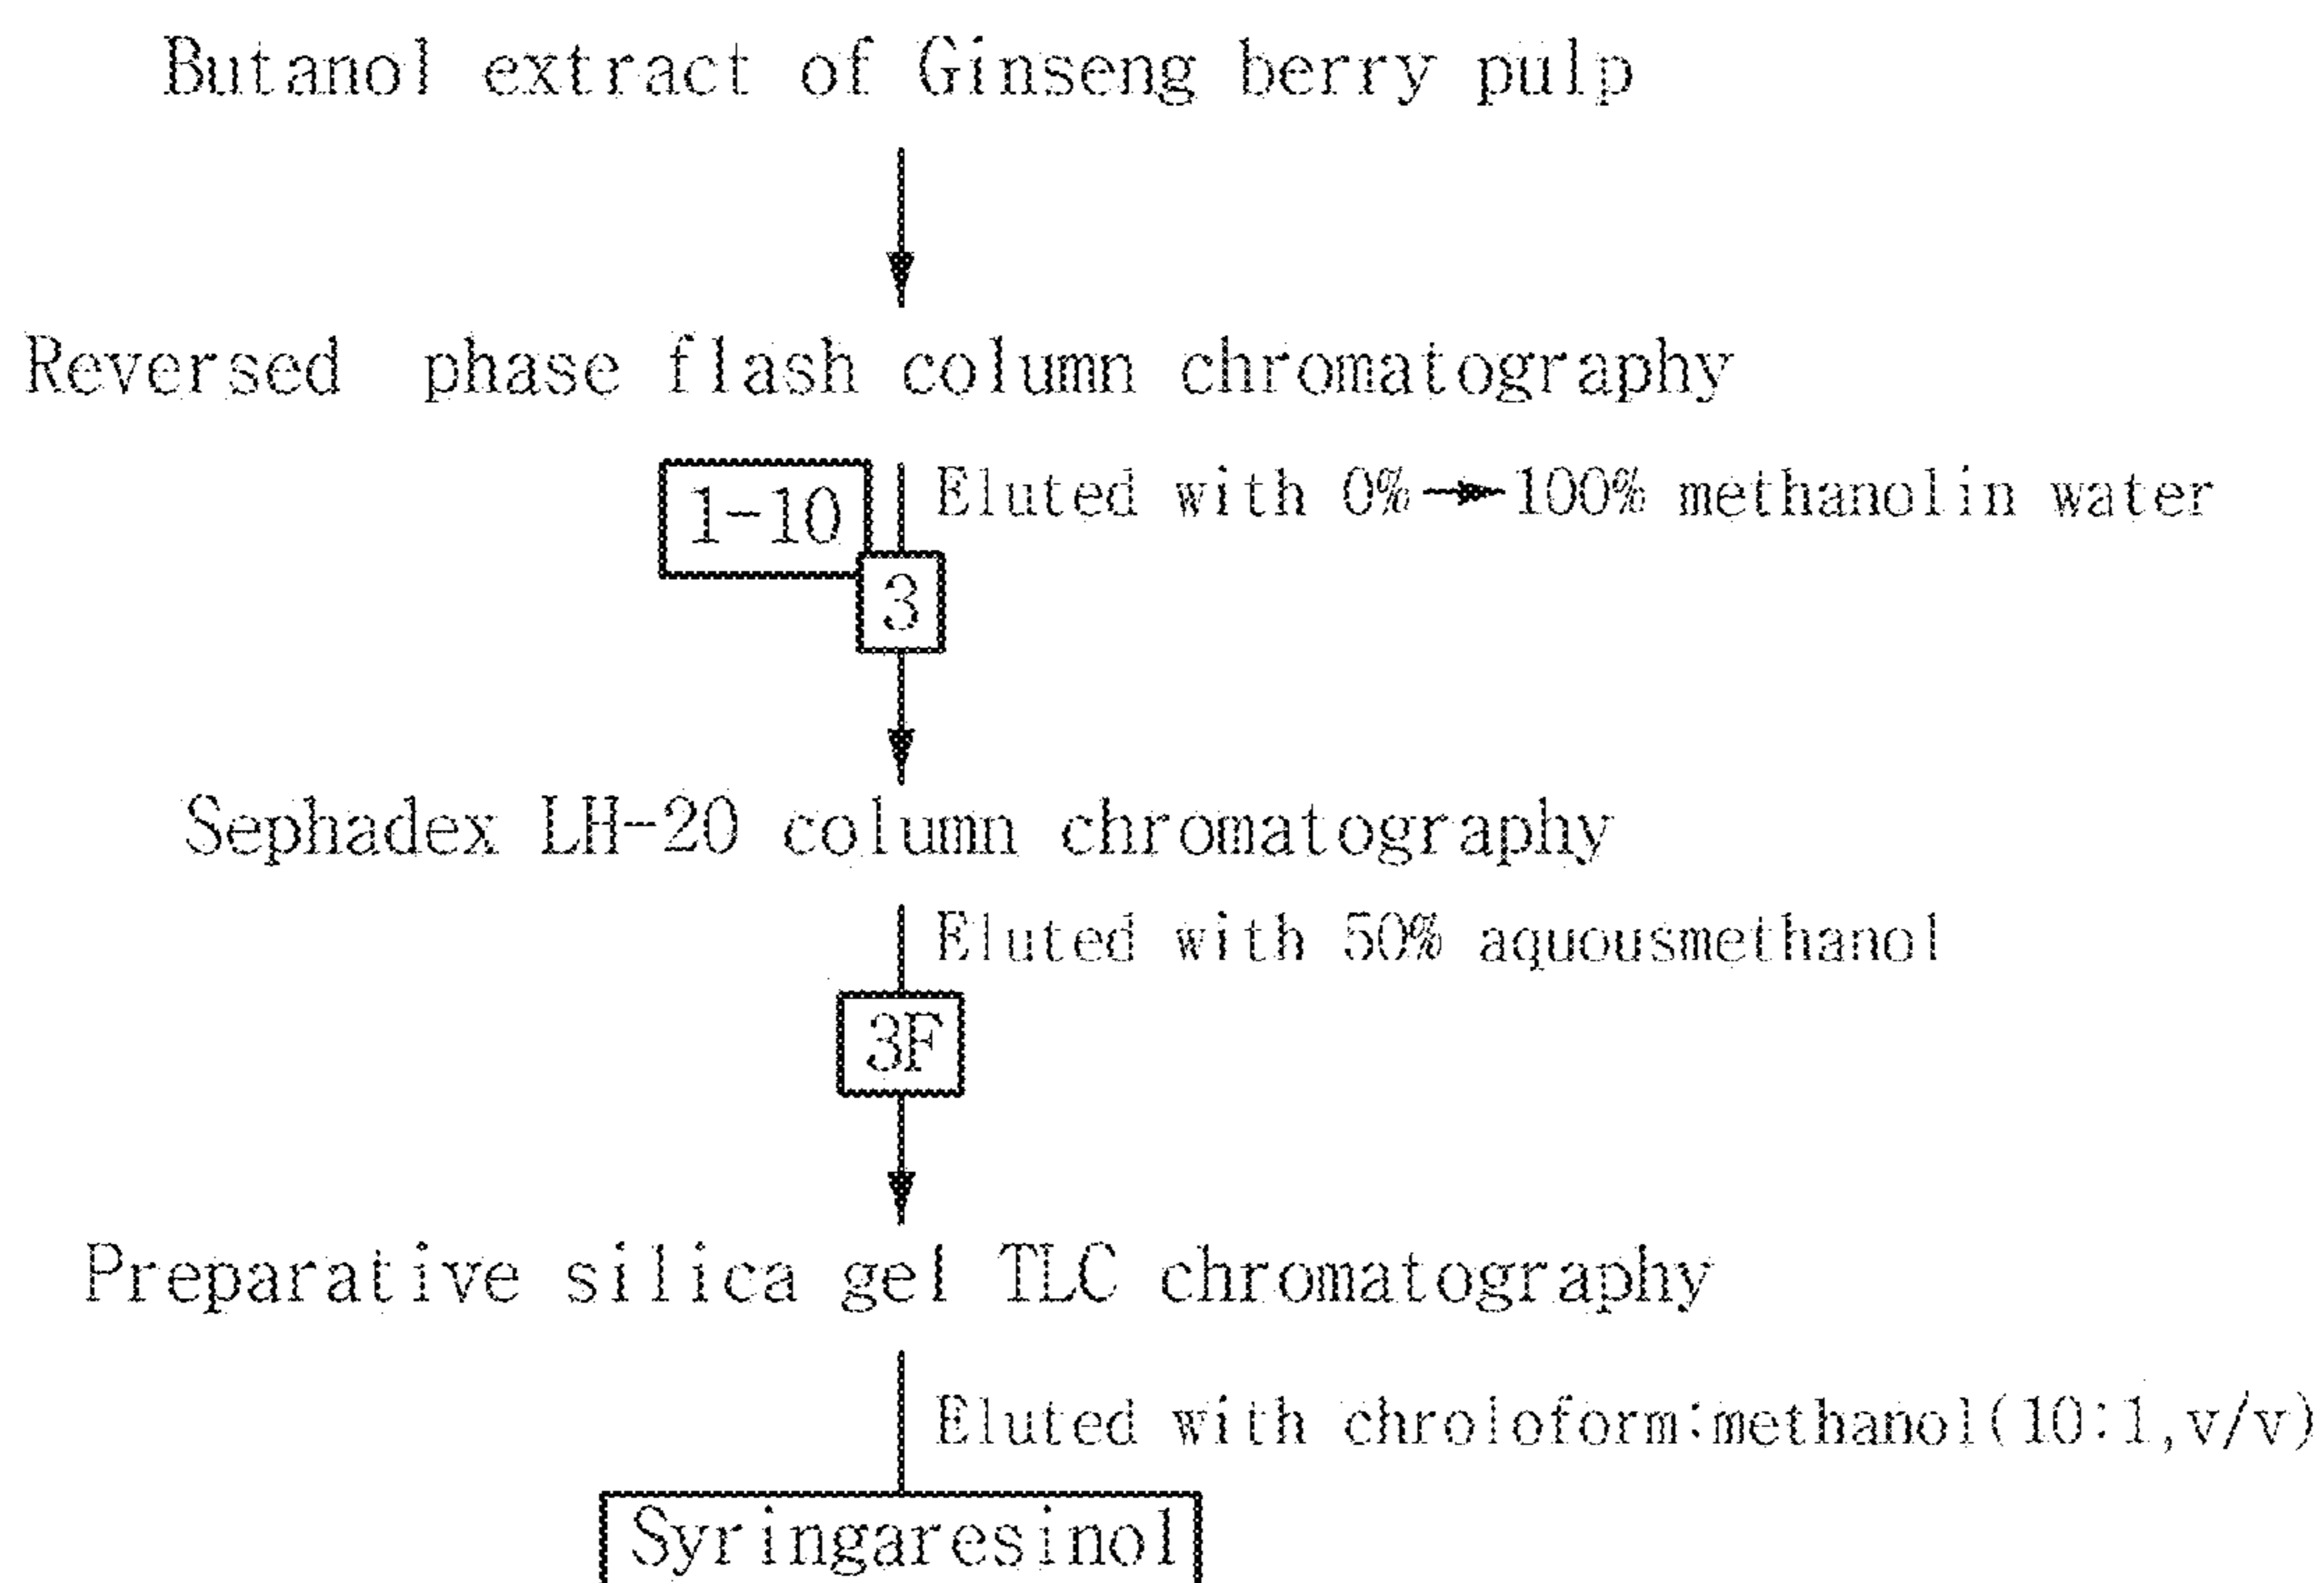 Butanol extract of Ginseng berry pulp
Reversed phase flash column chromatography
1-10
Eluted with 0% → 100% methanolin water
3
Sephadex LH-20 column chromatography
Eluted with 50% aquousmethanol
3F
Preparative silica gel TLC chromatography
Eluted with chroloform:methanol(10:1,v/v)
Syringaresinol